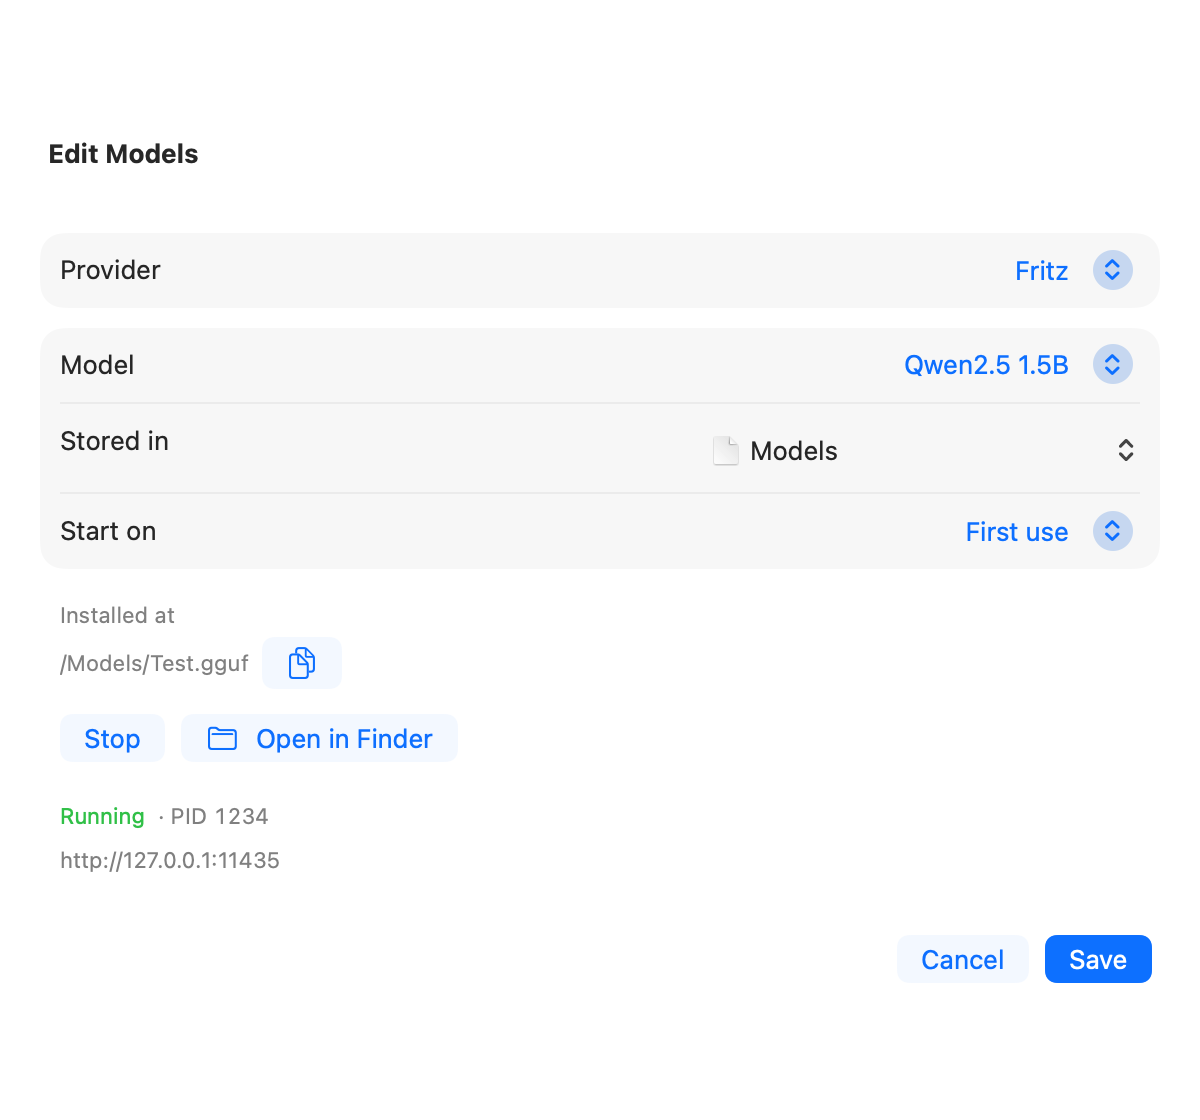 Edit Models
Provider Fritz
Model Qwen2.5 1.5B
Stored in Models
Start on First use
Installed at
/Models/Test.gguf
Stop Open in Finder
Running · PID 1234
http://127.0.0.1:11435
Cancel Save